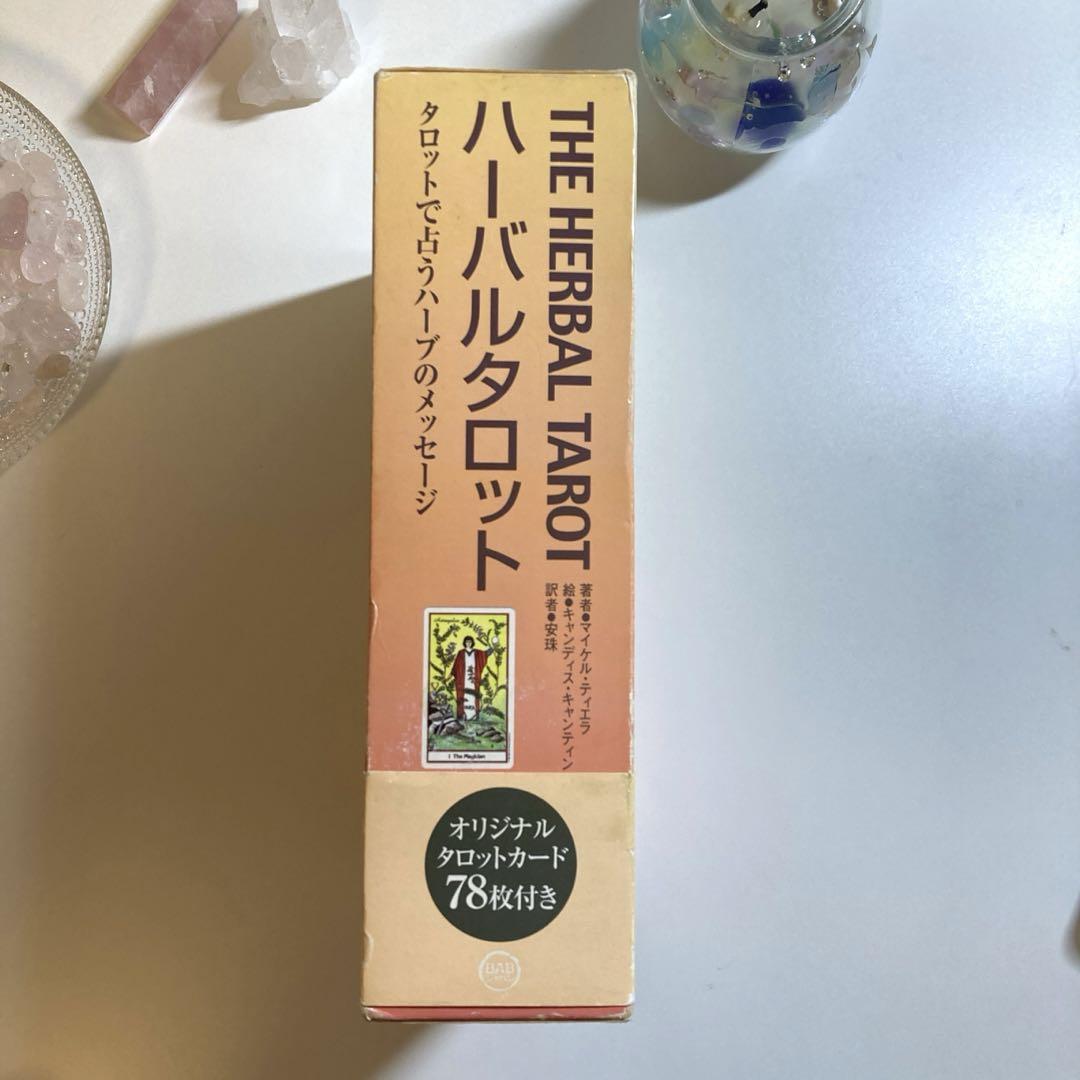 THE HERBAL TAROT
ハーバルタロット
タロットで占うハーブのメッセージ
著者●マイケル・ティエラ
絵●キャンディス・キャンティン
訳者●安珠
I The Magician
オリジナル
タロットカード
78枚付き
BAB